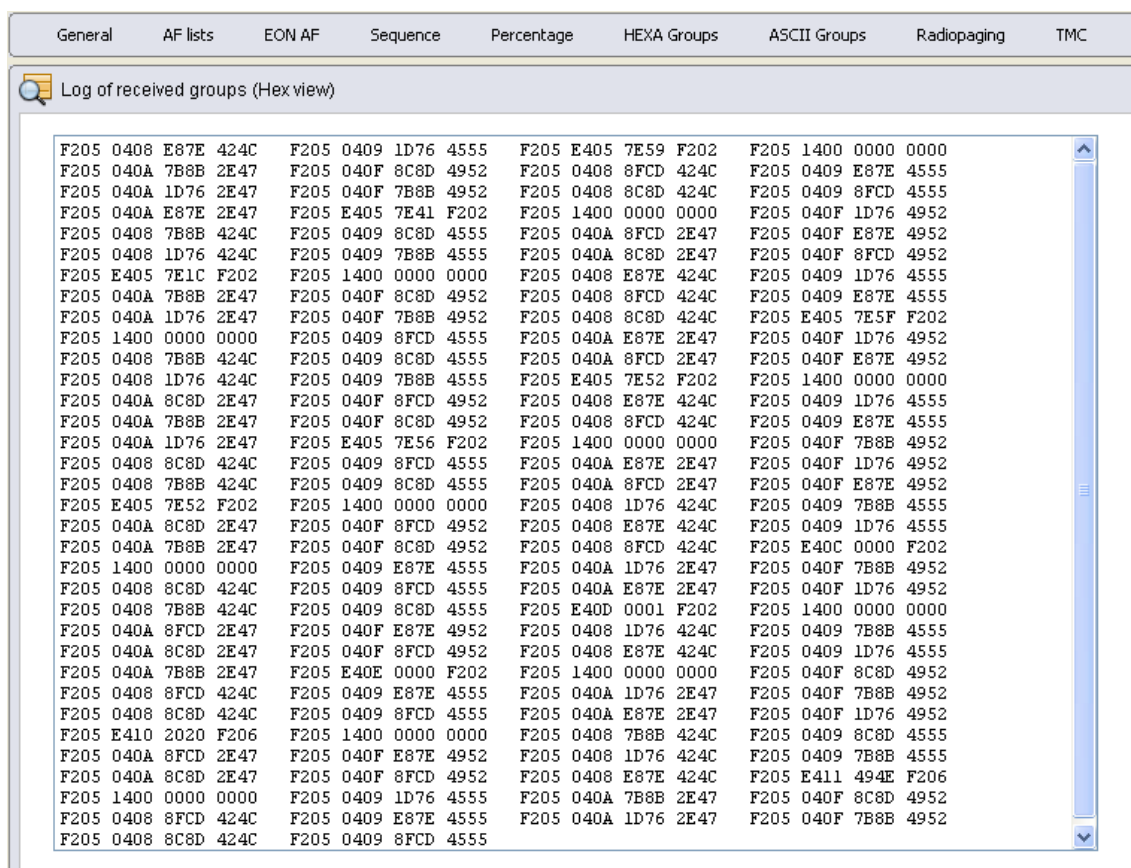 General AF lists EON AF Sequence Percentage HEXA Groups ASCII Groups Radiopaging TMC
Log of received groups (Hex view)
F205 0408 E87E 424C F205 0409 1D76 4555 F205 E405 7E59 F202 F205 1400 0000 0000
F205 040A 7B8B 2E47 F205 040F 8C8D 4952 F205 0408 8FCD 424C F205 0409 E87E 4555
F205 040A 1D76 2E47 F205 040F 7B8B 4952 F205 0408 8C8D 424C F205 0409 8FCD 4555
F205 040A E87E 2E47 F205 E405 7E41 F202 F205 1400 0000 0000 F205 040F 1D76 4952
F205 0408 7B8B 424C F205 0409 8C8D 4555 F205 040A 8FCD 2E47 F205 040F E87E 4952
F205 0408 1D76 424C F205 0409 7B8B 4555 F205 040A 8C8D 2E47 F205 040F 8FCD 4952
F205 E405 7E1C F202 F205 1400 0000 0000 F205 0408 E87E 424C F205 0409 1D76 4555
F205 040A 7B8B 2E47 F205 040F 8C8D 4952 F205 0408 8FCD 424C F205 0409 E87E 4555
F205 040A 1D76 2E47 F205 040F 7B8B 4952 F205 0408 8C8D 424C F205 E405 7E5F F202
F205 1400 0000 0000 F205 0409 8FCD 4555 F205 040A E87E 2E47 F205 040F 1D76 4952
F205 0408 7B8B 424C F205 0409 8C8D 4555 F205 040A 8FCD 2E47 F205 040F E87E 4952
F205 0408 1D76 424C F205 0409 7B8B 4555 F205 E405 7E52 F202 F205 1400 0000 0000
F205 040A 8C8D 2E47 F205 040F 8FCD 4952 F205 0408 E87E 424C F205 0409 1D76 4555
F205 040A 7B8B 2E47 F205 040F 8C8D 4952 F205 0408 8FCD 424C F205 0409 E87E 4555
F205 040A 1D76 2E47 F205 E405 7E56 F202 F205 1400 0000 0000 F205 040F 7B8B 4952
F205 0408 8C8D 424C F205 0409 8FCD 4555 F205 040A E87E 2E47 F205 040F 1D76 4952
F205 0408 7B8B 424C F205 0409 8C8D 4555 F205 040A 8FCD 2E47 F205 040F E87E 4952
F205 E405 7E52 F202 F205 1400 0000 0000 F205 0408 1D76 424C F205 0409 7B8B 4555
F205 040A 8C8D 2E47 F205 040F 8FCD 4952 F205 0408 E87E 424C F205 0409 1D76 4555
F205 040A 7B8B 2E47 F205 040F 8C8D 4952 F205 0408 8FCD 424C F205 E40C 0000 F202
F205 1400 0000 0000 F205 0409 E87E 4555 F205 040A 1D76 2E47 F205 040F 7B8B 4952
F205 0408 8C8D 424C F205 0409 8FCD 4555 F205 040A E87E 2E47 F205 040F 1D76 4952
F205 0408 7B8B 424C F205 0409 8C8D 4555 F205 E40D 0001 F202 F205 1400 0000 0000
F205 040A 8FCD 2E47 F205 040F E87E 4952 F205 0408 1D76 424C F205 0409 7B8B 4555
F205 040A 8C8D 2E47 F205 040F 8FCD 4952 F205 0408 E87E 424C F205 0409 1D76 4555
F205 040A 7B8B 2E47 F205 E40E 0000 F202 F205 1400 0000 0000 F205 040F 8C8D 4952
F205 0408 8FCD 424C F205 0409 E87E 4555 F205 040A 1D76 2E47 F205 040F 7B8B 4952
F205 0408 8C8D 424C F205 0409 8FCD 4555 F205 040A E87E 2E47 F205 040F 1D76 4952
F205 E410 2020 F206 F205 1400 0000 0000 F205 0408 7B8B 424C F205 0409 8C8D 4555
F205 040A 8FCD 2E47 F205 040F E87E 4952 F205 0408 1D76 424C F205 0409 7B8B 4555
F205 040A 8C8D 2E47 F205 040F 8FCD 4952 F205 0408 E87E 424C F205 E411 494E F206
F205 1400 0000 0000 F205 0409 1D76 4555 F205 040A 7B8B 2E47 F205 040F 8C8D 4952
F205 0408 8FCD 424C F205 0409 E87E 4555 F205 040A 1D76 2E47 F205 040F 7B8B 4952
F205 0408 8C8D 424C F205 0409 8FCD 4555